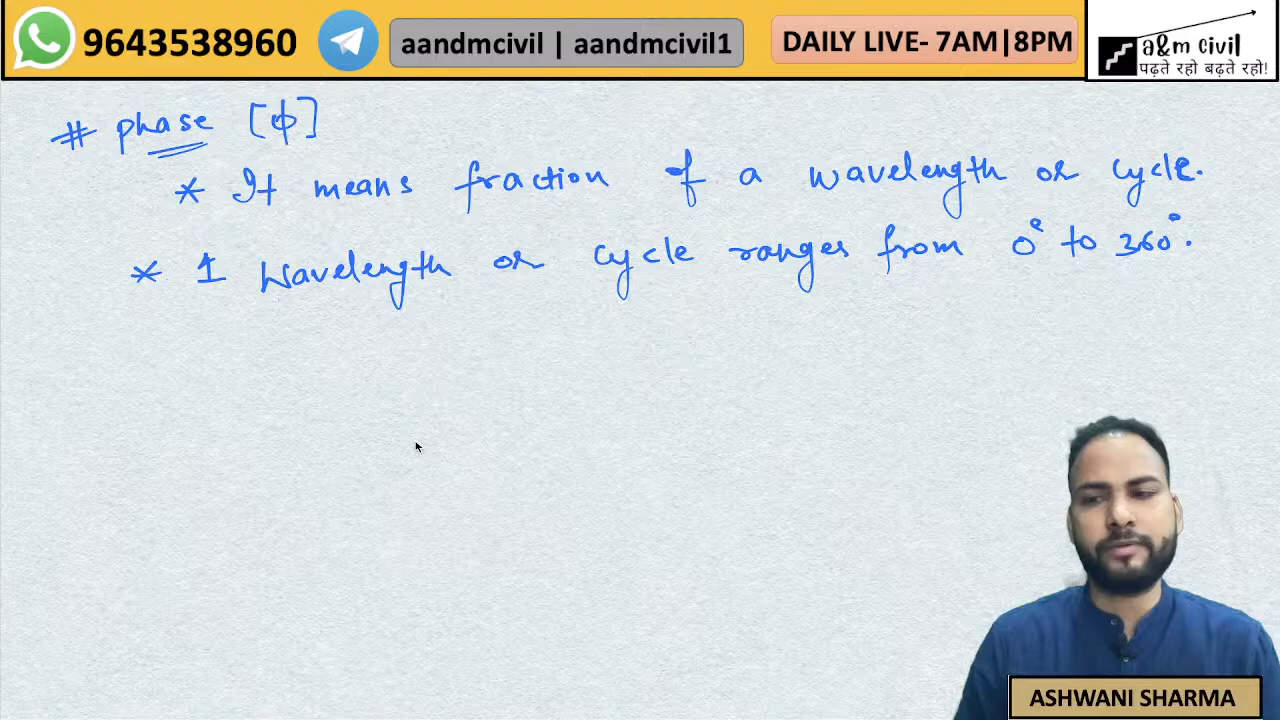 9643538960
aandmcivil | aandmcivil1
DAILY LIVE- 7AM|8PM
a&m civil
पढ़ते रहो बढ़ते रहो!
# phase [φ]
* It means fraction of a wavelength or cycle.
* 1 wavelength or cycle ranges from 0° to 360°.
ASHWANI SHARMA